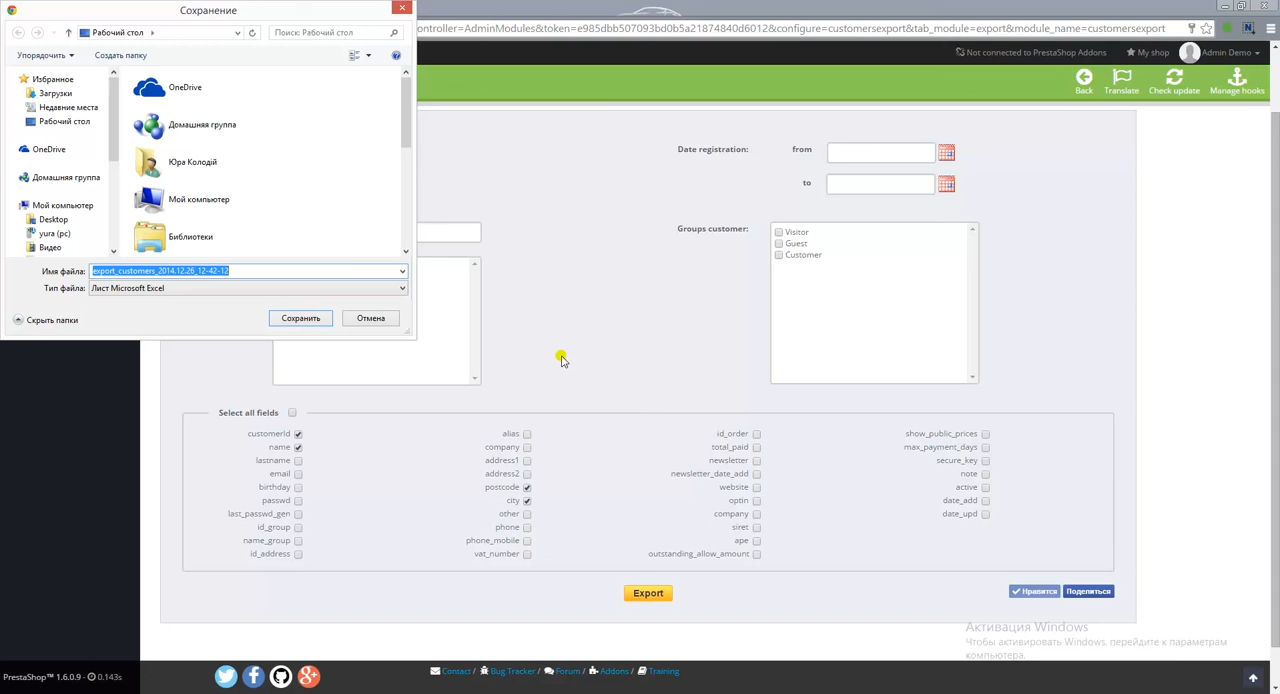 Сохранение
Рабочий стол
Поиск: Рабочий стол
Упорядочить
Создать папку
Избранное
Загрузки
Недавние места
Рабочий стол
OneDrive
Домашняя группа
Мой компьютер
Desktop
yura (pc)
Видео
OneDrive
Домашняя группа
Юра Колодій
Мой компьютер
Библиотеки
Имя файла: export_customers_2014.12.26_12-42-12
Тип файла: Лист Microsoft Excel
Скрыть папки
Сохранить
Отмена
controller=AdminModules&token=e985dbb507093bd0b5a21874840d6012&configure=customersexport&tab_module=export&module_name=customersexport
Not connected to PrestaShop Addons
My shop
Admin Demo
Back
Translate
Check update
Manage hooks
Date registration:
from
to
Groups customer:
Visitor
Guest
Customer
Select all fields
customerId
name
lastname
email
birthday
passwd
last_passwd_gen
id_group
name_group
id_address
alias
company
address1
address2
postcode
city
other
phone
phone_mobile
vat_number
id_order
total_paid
newsletter
newsletter_date_add
website
optin
company
siret
ape
outstanding_allow_amount
show_public_prices
max_payment_days
secure_key
note
active
date_add
date_upd
Export
Нравится
Поделиться
Активация Windows
Чтобы активировать Windows, перейдите к параметрам
компьютера.
PrestaShop™ 1.6.0.9 - 0.143s
Contact / Bug Tracker / Forum / Addons / Training